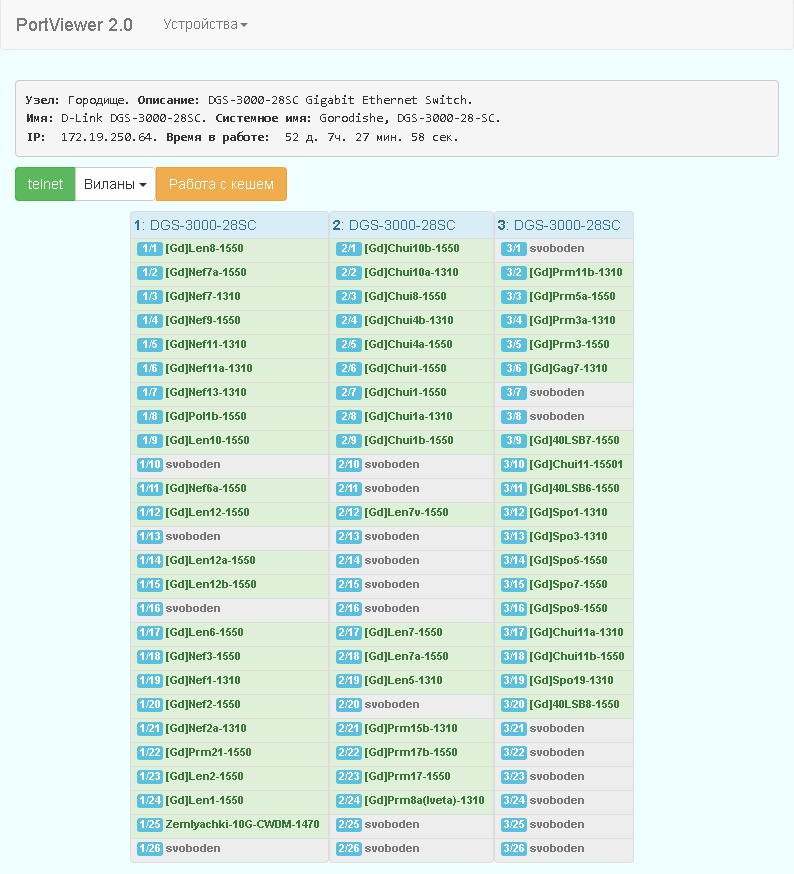 PortViewer 2.0 Устройства
Узел: Городище. Описание: DGS-3000-28SC Gigabit Ethernet Switch.
Имя: D-Link DGS-3000-28SC. Системное имя: Gorodishe, DGS-3000-28-SC.
IP: 172.19.250.64. Время в работе: 52 д. 7ч. 27 мин. 58 сек.
telnet Виланы Работа с кешем
1: DGS-3000-28SC 2: DGS-3000-28SC 3: DGS-3000-28SC
1/1 [Gd]Len8-1550 2/1 [Gd]Chui10b-1550 3/1 svoboden
1/2 [Gd]Nef7a-1550 2/2 [Gd]Chui10a-1310 3/2 [Gd]Prm11b-1310
1/3 [Gd]Nef7-1310 2/3 [Gd]Chui8-1550 3/3 [Gd]Prm5a-1550
1/4 [Gd]Nef9-1550 2/4 [Gd]Chui4b-1310 3/4 [Gd]Prm3a-1310
1/5 [Gd]Nef11-1310 2/5 [Gd]Chui4a-1550 3/5 [Gd]Prm3-1550
1/6 [Gd]Nef11a-1310 2/6 [Gd]Chui1-1550 3/6 [Gd]Gag7-1310
1/7 [Gd]Nef13-1310 2/7 [Gd]Chui1-1550 3/7 svoboden
1/8 [Gd]Pol1b-1550 2/8 [Gd]Chui1a-1310 3/8 svoboden
1/9 [Gd]Len10-1550 2/9 [Gd]Chui1b-1550 3/9 [Gd]40LSB7-1550
1/10 svoboden 2/10 svoboden 3/10 [Gd]Chui11-15501
1/11 [Gd]Nef6a-1550 2/11 svoboden 3/11 [Gd]40LSB6-1550
1/12 [Gd]Len12-1550 2/12 [Gd]Len7v-1550 3/12 [Gd]Spo1-1310
1/13 svoboden 2/13 svoboden 3/13 [Gd]Spo3-1310
1/14 [Gd]Len12a-1550 2/14 svoboden 3/14 [Gd]Spo5-1550
1/15 [Gd]Len12b-1550 2/15 svoboden 3/15 [Gd]Spo7-1550
1/16 svoboden 2/16 svoboden 3/16 [Gd]Spo9-1550
1/17 [Gd]Len6-1550 2/17 [Gd]Len7-1550 3/17 [Gd]Chui11a-1310
1/18 [Gd]Nef3-1550 2/18 [Gd]Len7a-1550 3/18 [Gd]Chui11b-1550
1/19 [Gd]Nef1-1310 2/19 [Gd]Len5-1310 3/19 [Gd]Spo19-1310
1/20 [Gd]Nef2-1550 2/20 svoboden 3/20 [Gd]40LSB8-1550
1/21 [Gd]Nef2a-1310 2/21 [Gd]Prm15b-1310 3/21 svoboden
1/22 [Gd]Prm21-1550 2/22 [Gd]Prm17b-1550 3/22 svoboden
1/23 [Gd]Len2-1550 2/23 [Gd]Prm17-1550 3/23 svoboden
1/24 [Gd]Len1-1550 2/24 [Gd]Prm8a(Iveta)-1310 3/24 svoboden
1/25 Zemlyachki-10G-CWDM-1470 2/25 svoboden 3/25 svoboden
1/26 svoboden 2/26 svoboden 3/26 svoboden